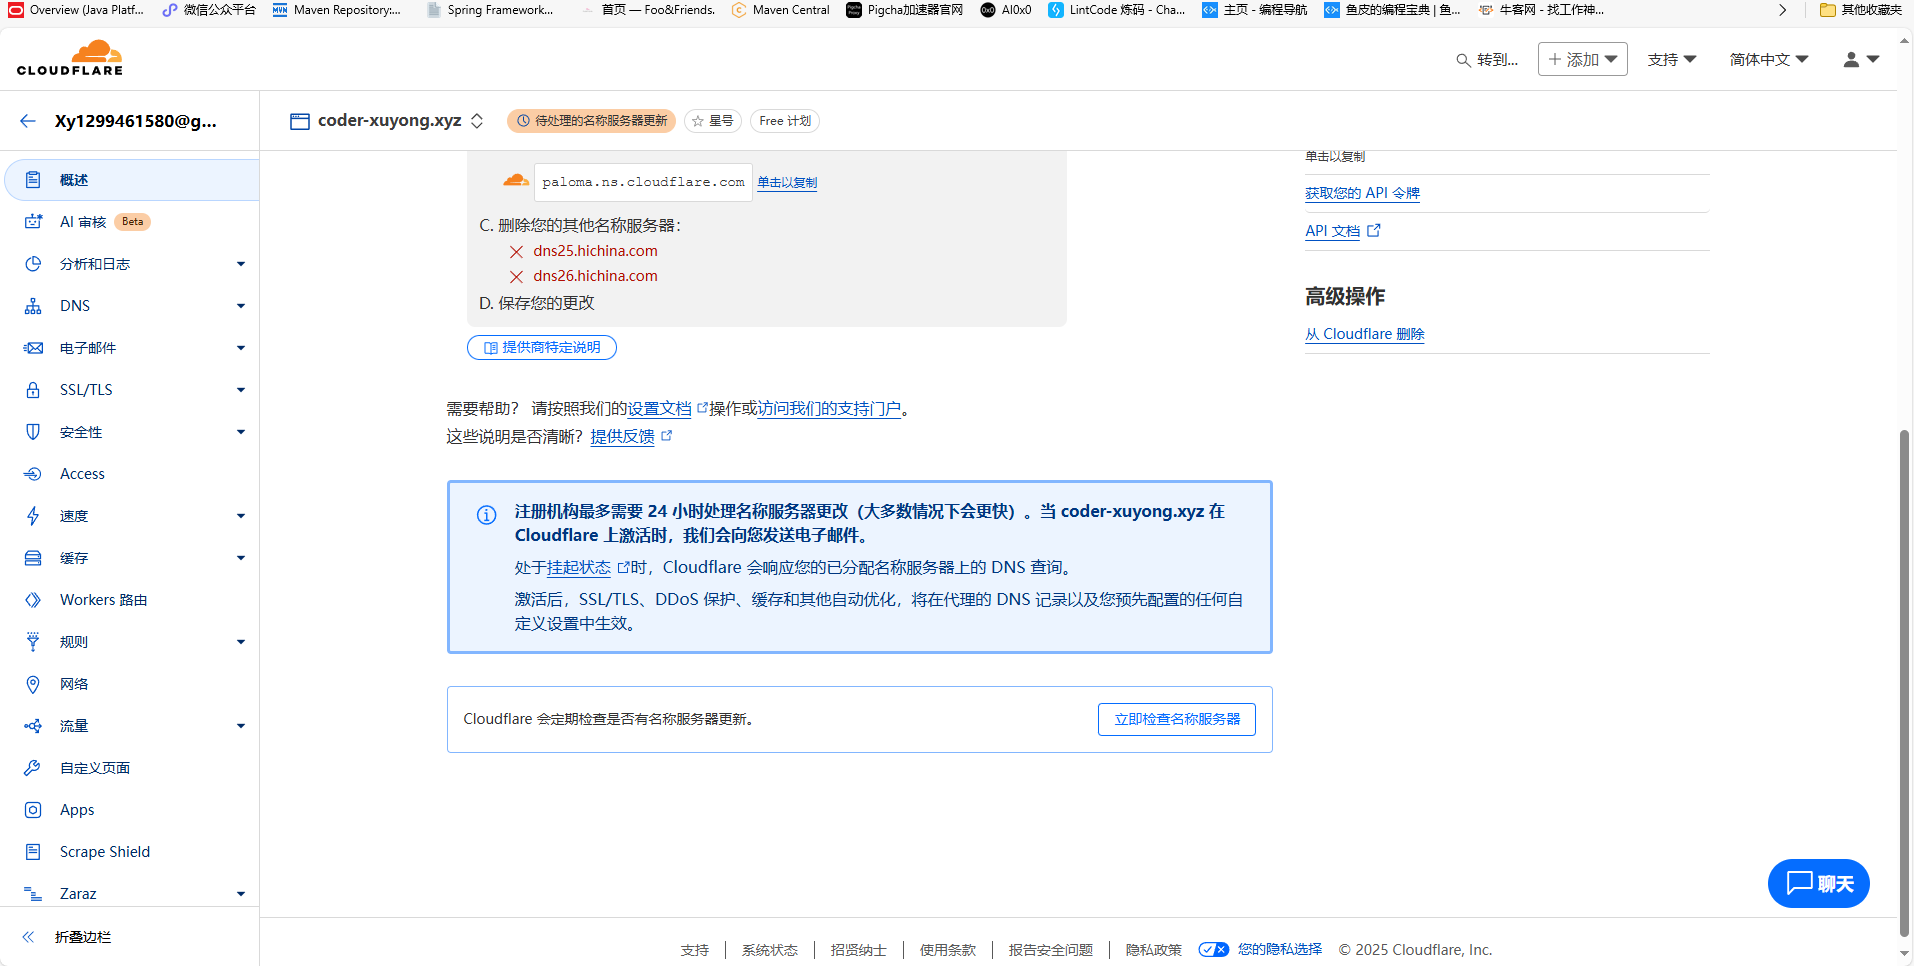 Overview (Java Platf... 微信公众平台 Maven Repository:... Spring Framework... 首页 — Foo&Friends. Maven Central Pigcha加速器官网 AI0x0 LintCode 炼码 - Cha... 主页 - 编程导航 鱼皮的编程宝典 | 鱼... 牛客网 - 找工作神... 其他收藏夹
CLOUDFLARE
转到... 添加 支持 简体中文
Xy1299461580@g...
coder-xuyong.xyz 待处理的名称服务器更新 星号 Free 计划
概述
AI 审核 Beta
分析和日志
DNS
电子邮件
SSL/TLS
安全性
Access
速度
缓存
Workers 路由
规则
网络
流量
自定义页面
Apps
Scrape Shield
Zaraz
折叠边栏
paloma.ns.cloudflare.com 单击以复制
C. 删除您的其他名称服务器：
dns25.hichina.com
dns26.hichina.com
D. 保存您的更改
提供商特定说明
需要帮助？ 请按照我们的设置文档 操作或访问我们的支持门户。
这些说明是否清晰？提供反馈
注册机构最多需要 24 小时处理名称服务器更改（大多数情况下会更快）。当 coder-xuyong.xyz 在
Cloudflare 上激活时，我们会向您发送电子邮件。
处于挂起状态 时，Cloudflare 会响应您的已分配名称服务器上的 DNS 查询。
激活后，SSL/TLS、DDoS 保护、缓存和其他自动优化，将在代理的 DNS 记录以及您预先配置的任何自
定义设置中生效。
Cloudflare 会定期检查是否有名称服务器更新。
立即检查名称服务器
单击以复制
获取您的 API 令牌
API 文档
高级操作
从 Cloudflare 删除
聊天
支持 系统状态 招贤纳士 使用条款 报告安全问题 隐私政策 您的隐私选择 © 2025 Cloudflare, Inc.